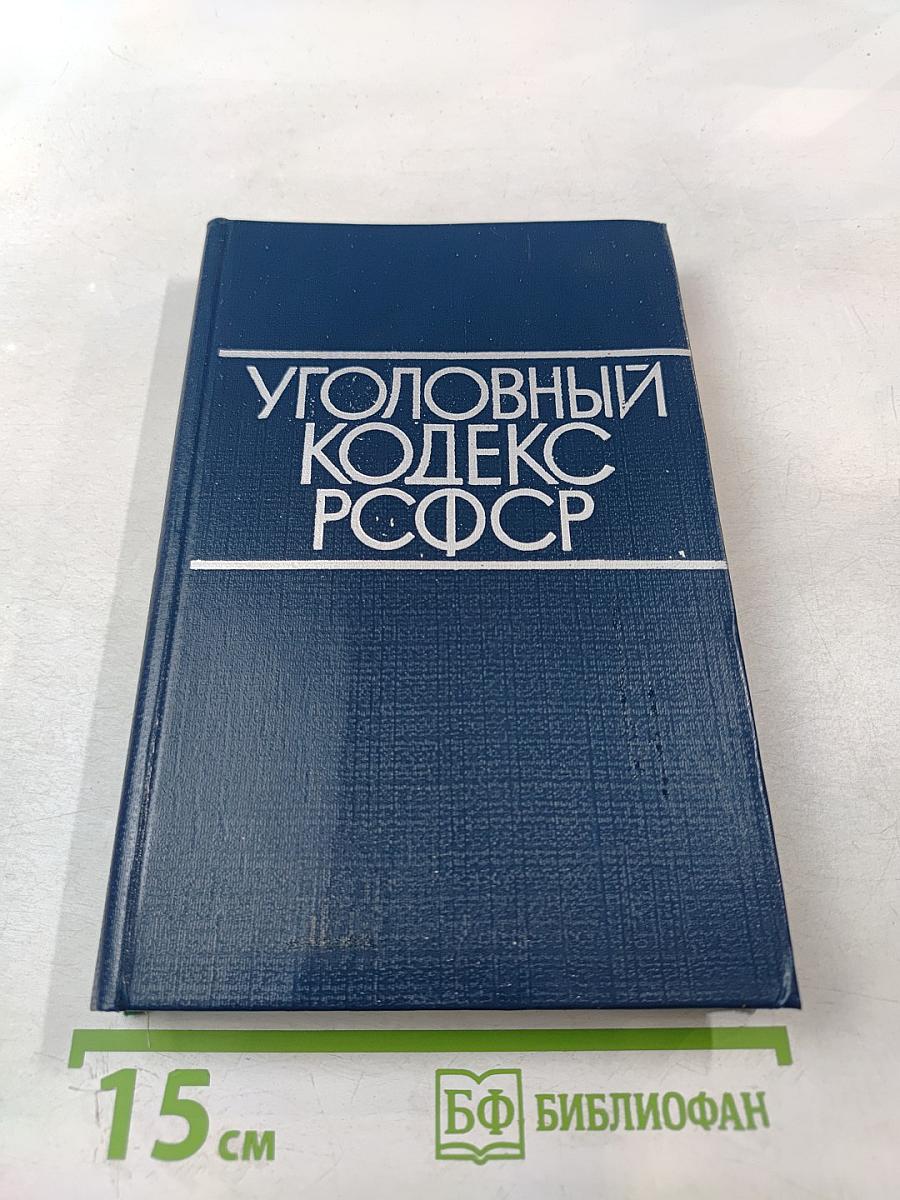 УГОЛОВНЫЙ
КОДЕКС
РСФСР
15 см
БФ БИБЛИОФАН